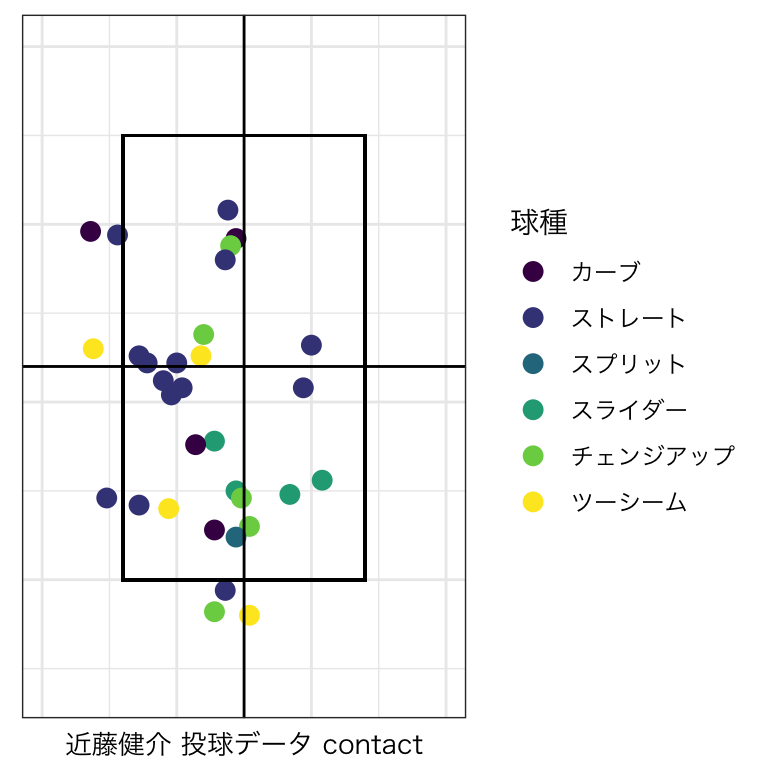 球種
カーブ
ストレート
スプリット
スライダー
チェンジアップ
ツーシーム
近藤健介 投球データ contact